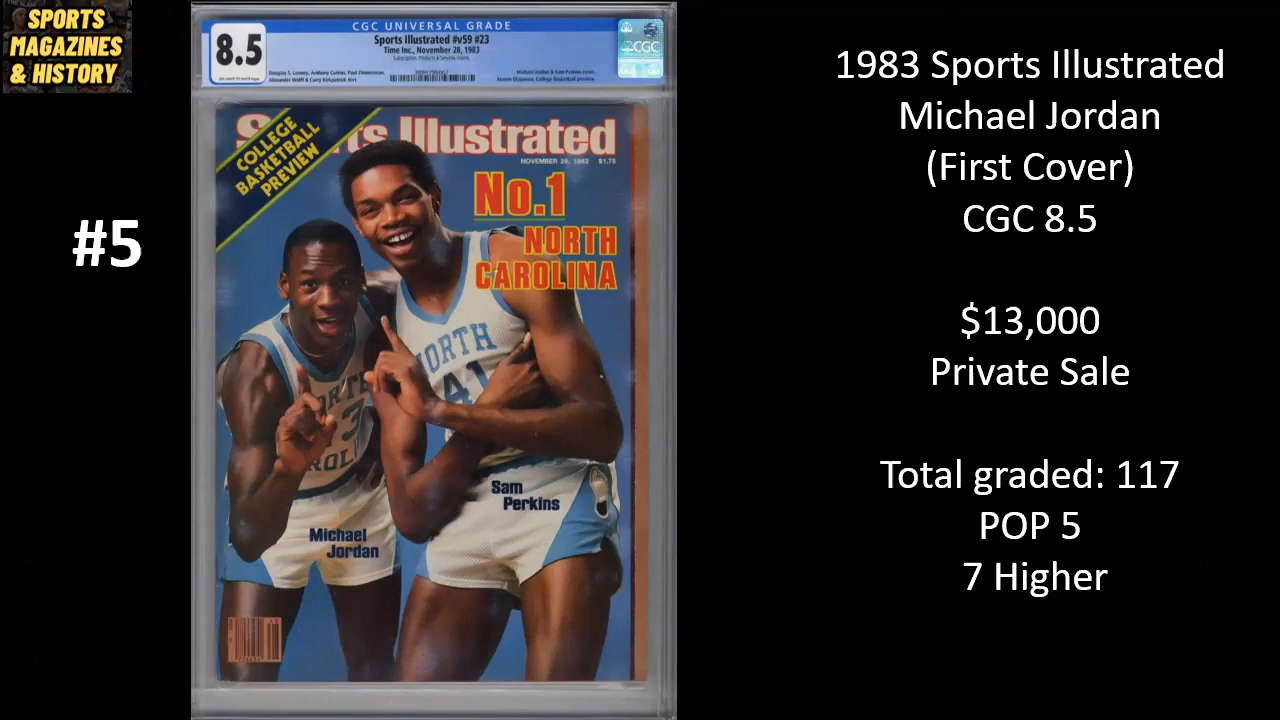 SPORTS
MAGAZINES
& HISTORY
#5
CGC UNIVERSAL GRADE
8.5
Sports Illustrated #v59 #23
Time Inc., November 28, 1983
CGC
COLLEGE
BASKETBALL
PREVIEW
Sports Illustrated
NOVEMBER 28, 1983 $1.75
No.1
NORTH
CAROLINA
NORTH
41
Sam
Perkins
Michael
Jordan
1983 Sports Illustrated
Michael Jordan
(First Cover)
CGC 8.5
$13,000
Private Sale
Total graded: 117
POP 5
7 Higher